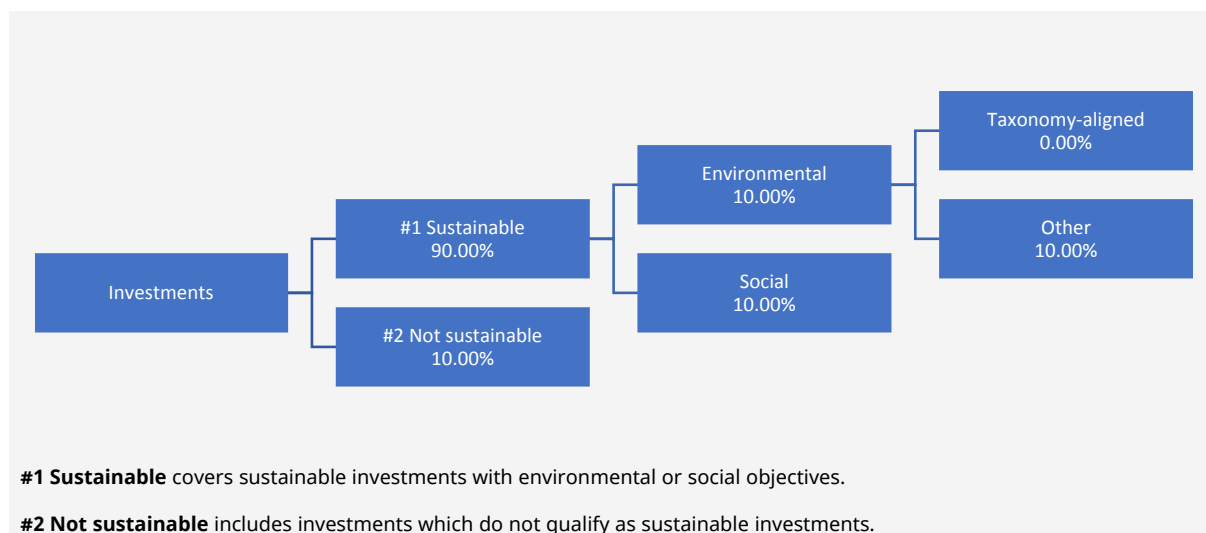 Investments
#1 Sustainable
90.00%
#2 Not sustainable
10.00%
Environmental
10.00%
Social
10.00%
Taxonomy-aligned
0.00%
Other
10.00%
#1 Sustainable covers sustainable investments with environmental or social objectives.
#2 Not sustainable includes investments which do not qualify as sustainable investments.